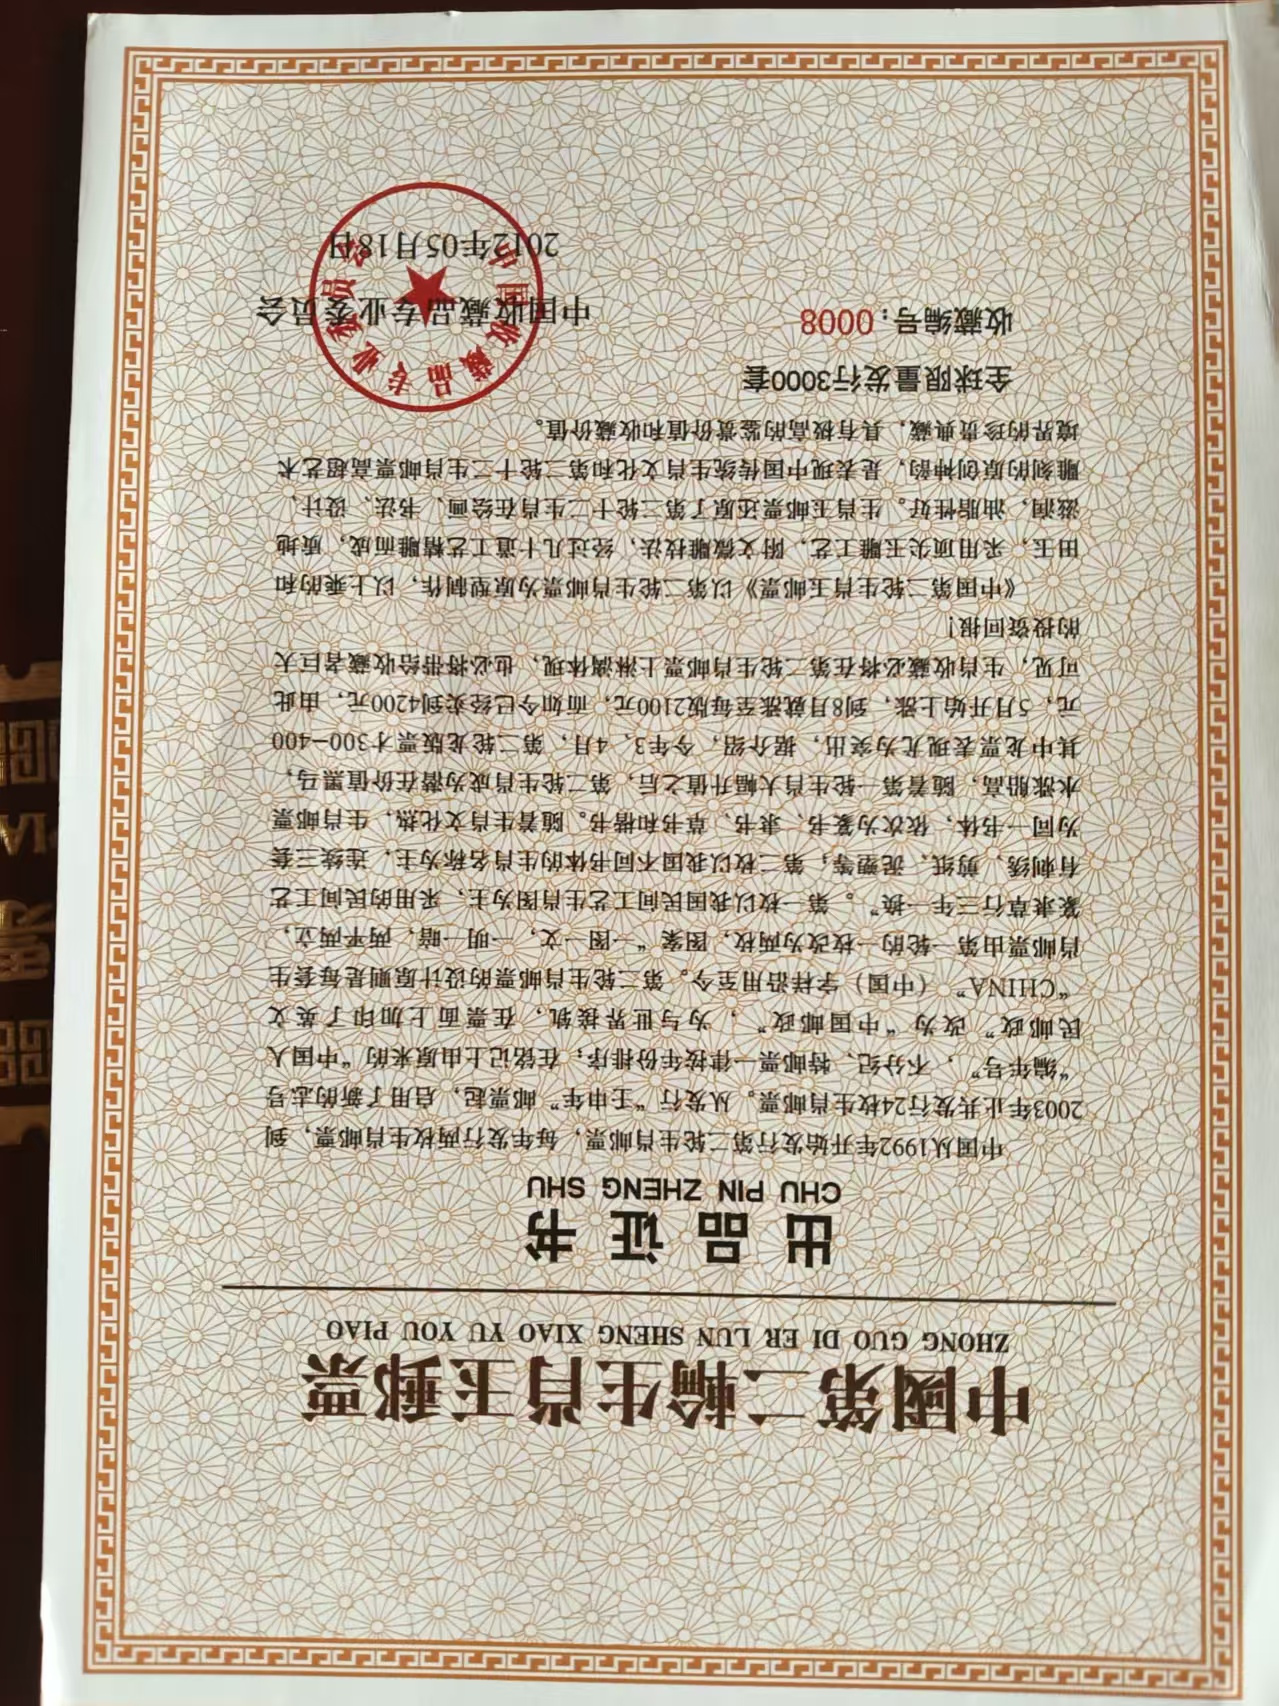 中國第二輪生肖玉郵票
ZHONG GUO DI ER LUN SHENG XIAO YU YOU PIAO
出品证书
CHU PIN ZHENG SHU
中国从1992年开始发行第二轮生肖邮票，每年发行两枚生肖邮票，到
2003年止共发行24枚生肖邮票。从发行“壬申年”邮票起，启用了新的志号
“编年号”，不分纪、特邮票一律按年份排序；在铭记上由原来的“中国人
民邮政”改为“中国邮政”，为与世界接轨，在票面上加印了英文
“CHINA”（中国）字样沿用至今。第二轮生肖邮票的设计原则是每套生
肖邮票由第一轮的一枚改为两枚，图案“一图一文，一明一暗，两平两立，
篆隶草行三年一换”。第一枚以我国民间工艺生肖图为主，采用的民间工艺
有刺绣、剪纸、泥塑等；第二枚以我国不同书体的生肖名称为主，连续三套
为同一书体，依次为篆书、隶书、草书和楷书。随着生肖文化热，生肖邮票
水涨船高，随着第一轮生肖大幅升值之后，第二轮生肖成为潜在价值黑马，
其中龙票表现尤为突出，据介绍，今年3、4月，第二轮龙版票才300-400
元，5月开始上涨，到8月就涨至每版2100元，而如今已经卖到4200元，由此
可见，生肖收藏必将在第二轮生肖邮票上淋漓体现，也必将带给收藏者巨大
的投资回报！
《中国第二轮生肖玉邮票》以第二轮生肖邮票为原型制作，以上乘的和
田玉，采用顶尖玉雕工艺，附文微雕技法，经过几十道工艺精雕而成，质地
滋润，油脂性好。生肖玉邮票还原了第二轮十二生肖在绘画、书法、设计、
雕刻的原创神韵，是表现中国传统生肖文化和第二轮十二生肖邮票高超艺术
境界的珍贵典藏，具有极高的鉴赏价值和收藏价值。
全球限量发行3000套
收藏编号：0008
中国收藏品专业委员会
2012年05月18日
中国收藏品专业委员会